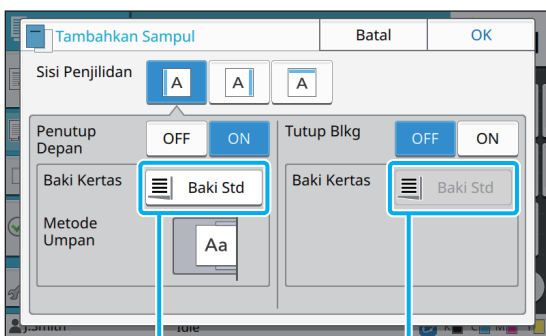 Tambahkan Sampul
Batal
OK
Sisi Penjilidan
A
A
A
Penutup Depan
OFF
ON
Tutup Blkg
OFF
ON
Baki Kertas
Baki Std
Baki Kertas
Baki Std
Metode
Umpan
Aa
J.Smith
Idle
K
C
M
Y